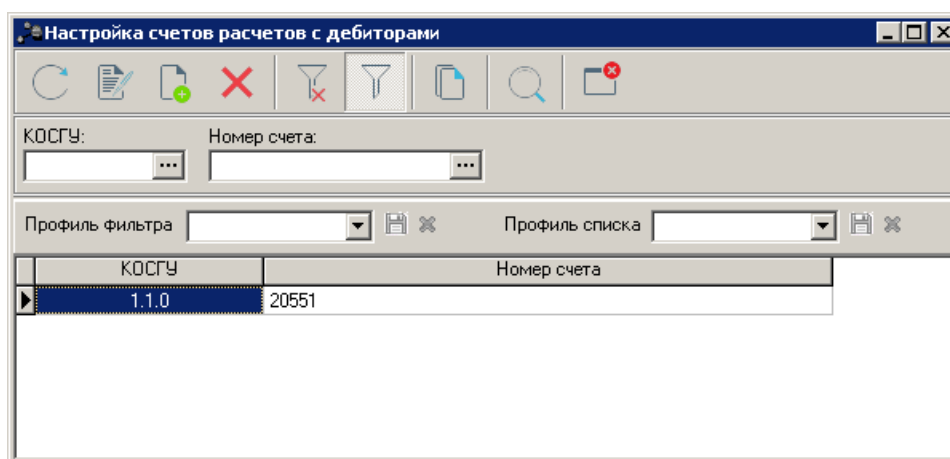 Настройка счетов расчетов с дебиторами
КОСГУ: Номер счета:
Профиль фильтра Профиль списка
КОСГУ Номер счета
1.1.0 20551